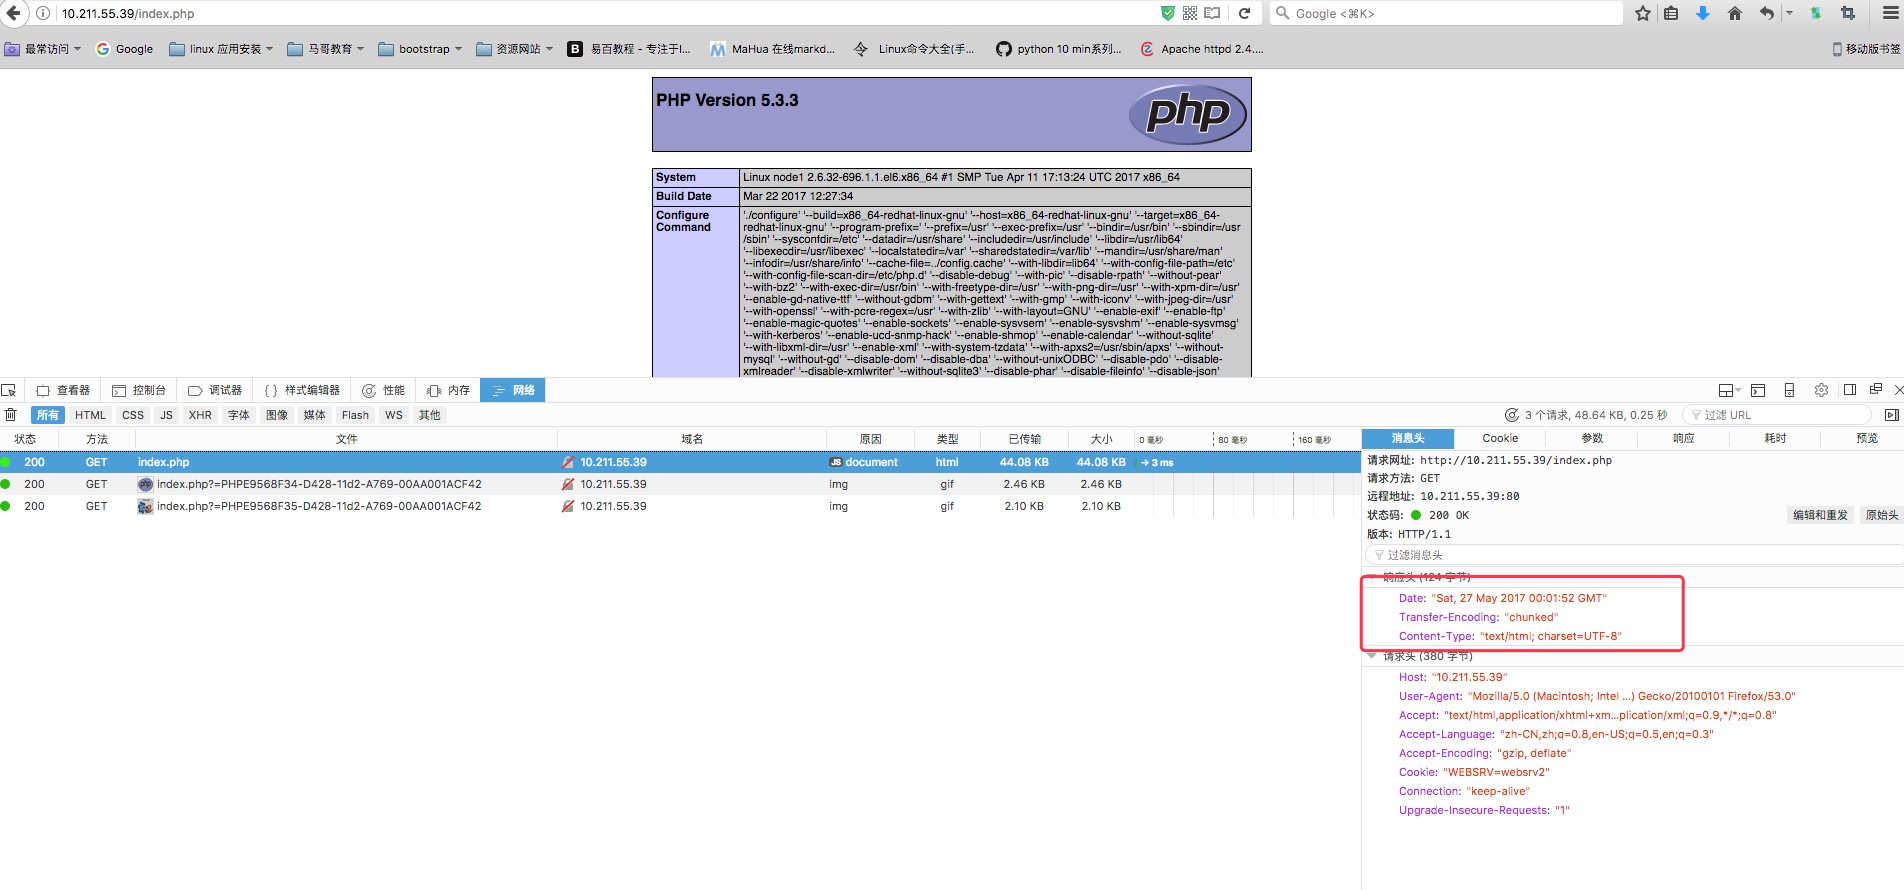 10.211.55.39/index.php
Google <⌘K>
最常访问
Google
linux 应用安装
马哥教育
bootstrap
资源网站
易百教程 - 专注于I...
MaHua 在线markd...
Linux命令大全(手...
python 10 min系列...
Apache httpd 2.4....
移动版书签
PHP Version 5.3.3
php
System Linux node1 2.6.32-696.1.1.el6.x86_64 #1 SMP Tue Apr 11 17:13:24 UTC 2017 x86_64
Build Date Mar 22 2017 12:27:34
Configure Command
'./configure' '--build=x86_64-redhat-linux-gnu' '--host=x86_64-redhat-linux-gnu' '--target=x86_64-
redhat-linux-gnu' '--program-prefix=' '--prefix=/usr' '--exec-prefix=/usr' '--bindir=/usr/bin' '--sbindir=/usr
/sbin' '--sysconfdir=/etc' '--datadir=/usr/share' '--includedir=/usr/include' '--libdir=/usr/lib64'
'--libexecdir=/usr/libexec' '--localstatedir=/var' '--sharedstatedir=/var/lib' '--mandir=/usr/share/man'
'--infodir=/usr/share/info' '--cache-file=../config.cache' '--with-libdir=lib64' '--with-config-file-path=/etc'
'--with-config-file-scan-dir=/etc/php.d' '--disable-debug' '--with-pic' '--disable-rpath' '--without-pear'
'--with-bz2' '--with-exec-dir=/usr/bin' '--with-freetype-dir=/usr' '--with-png-dir=/usr' '--with-xpm-dir=/usr'
'--enable-gd-native-ttf' '--without-gdbm' '--with-gettext' '--with-gmp' '--with-iconv' '--with-jpeg-dir=/usr'
'--with-openssl' '--with-pcre-regex=/usr' '--with-zlib' '--with-layout=GNU' '--enable-exif' '--enable-ftp'
'--enable-magic-quotes' '--enable-sockets' '--enable-sysvsem' '--enable-sysvshm' '--enable-sysvmsg'
'--with-kerberos' '--enable-ucd-snmp-hack' '--enable-shmop' '--enable-calendar' '--without-sqlite'
'--with-libxml-dir=/usr' '--enable-xml' '--with-system-tzdata' '--with-apxs2=/usr/sbin/apxs' '--without-
mysql' '--without-gd' '--disable-dom' '--disable-dba' '--without-unixODBC' '--disable-pdo' '--disable-
xmlreader' '--disable-xmlwriter' '--without-sqlite3' '--disable-phar' '--disable-fileinfo' '--disable-json'
查看器 控制台 调试器 { } 样式编辑器 性能 内存 网络
所有 HTML CSS JS XHR 字体 图像 媒体 Flash WS 其他
3 个请求, 48.64 KB, 0.25 秒
过滤 URL
状态 方法 文件 域名 原因 类型 已传输 大小 0 毫秒 80 毫秒 160 毫秒
200 GET index.php 10.211.55.39 JS document html 44.08 KB 44.08 KB → 3 ms
200 GET index.php?=PHPE9568F34-D428-11d2-A769-00AA001ACF42 10.211.55.39 img gif 2.46 KB 2.46 KB
200 GET index.php?=PHPE9568F35-D428-11d2-A769-00AA001ACF42 10.211.55.39 img gif 2.10 KB 2.10 KB
消息头 Cookie 参数 响应 耗时 预览
请求网址: http://10.211.55.39/index.php
请求方法: GET
远程地址: 10.211.55.39:80
状态码: 200 OK
编辑和重发 原始头
版本: HTTP/1.1
过滤消息头
响应头 (124 字节)
Date: "Sat, 27 May 2017 00:01:52 GMT"
Transfer-Encoding: "chunked"
Content-Type: "text/html; charset=UTF-8"
请求头 (380 字节)
Host: "10.211.55.39"
User-Agent: "Mozilla/5.0 (Macintosh; Intel ...) Gecko/20100101 Firefox/53.0"
Accept: "text/html,application/xhtml+xm...plication/xml;q=0.9,*/*;q=0.8"
Accept-Language: "zh-CN,zh;q=0.8,en-US;q=0.5,en;q=0.3"
Accept-Encoding: "gzip, deflate"
Cookie: "WEBSRV=websrv2"
Connection: "keep-alive"
Upgrade-Insecure-Requests: "1"